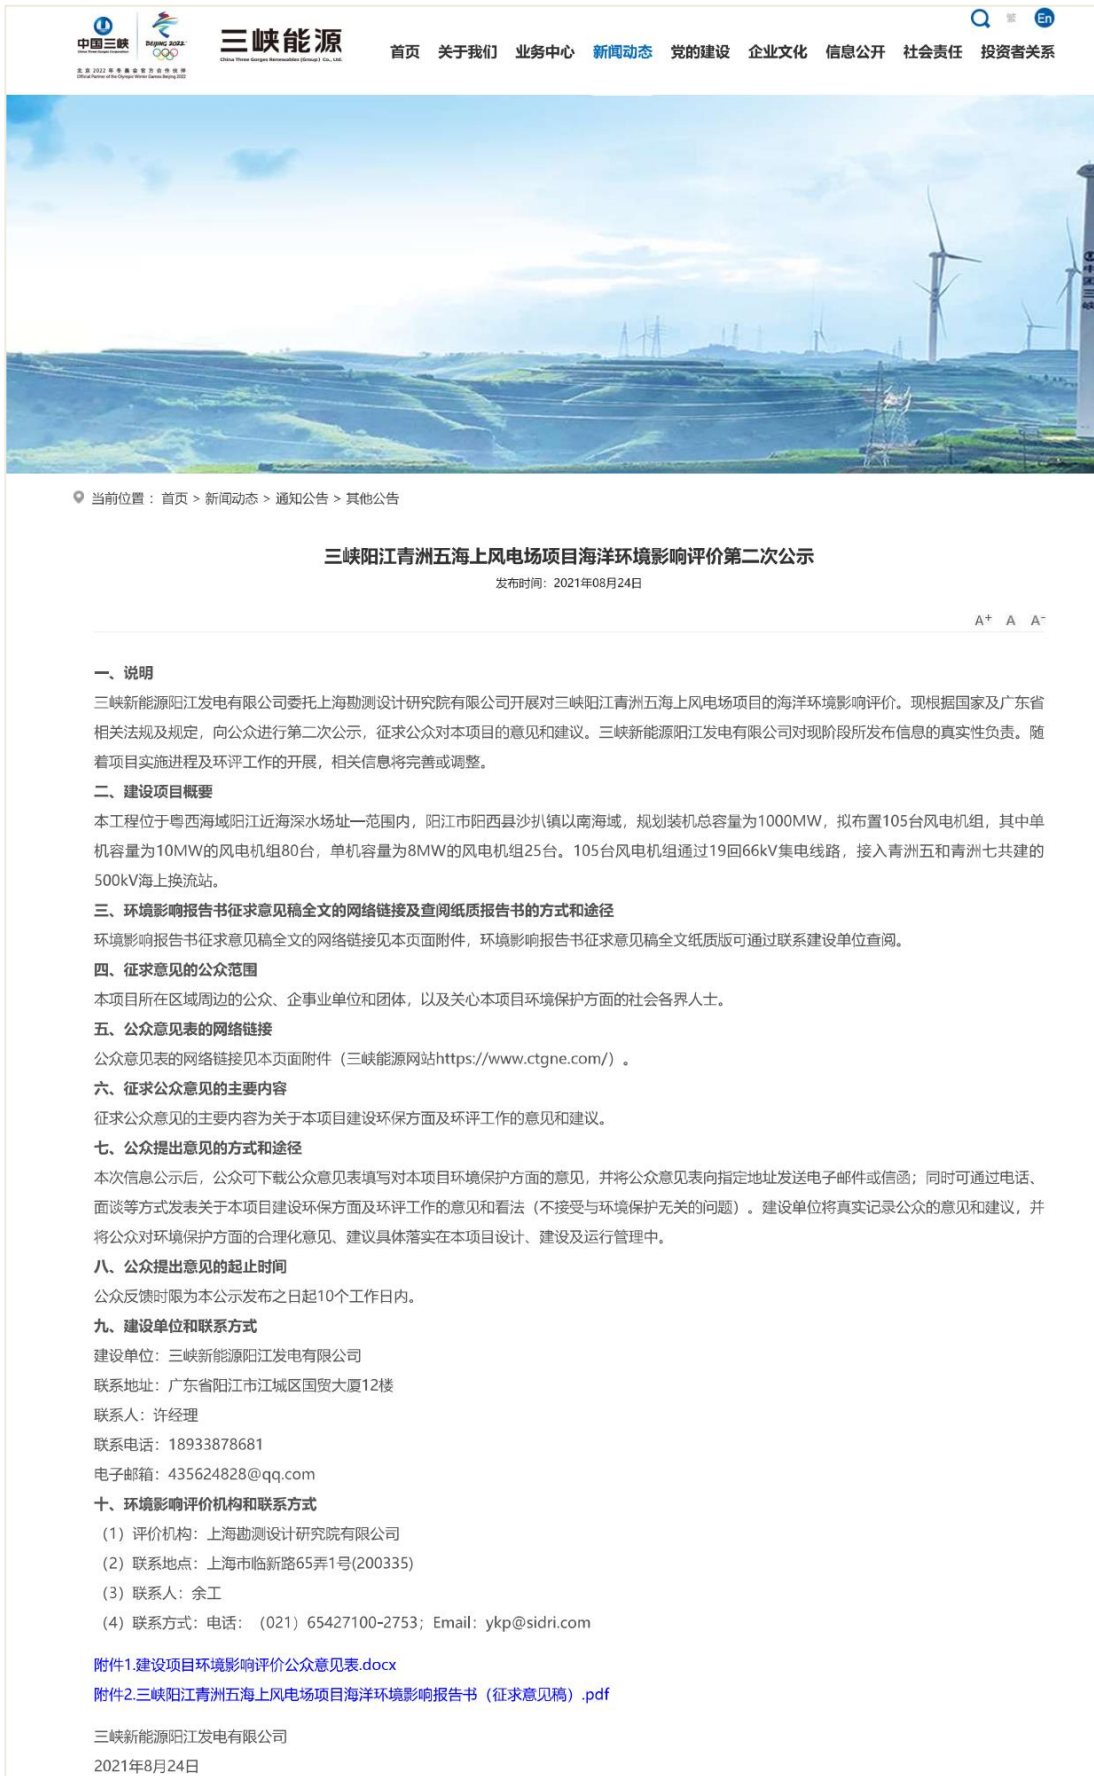 繁 En
中国三峡 BEIJING 2022 三峡能源 首页 关于我们 业务中心 新闻动态 党的建设 企业文化 信息公开 社会责任 投资者关系
China Three Gorges Renewables (Group) Co., Ltd.
北京2022年冬奥会官方合作伙伴
Official Partner of the Olympic Winter Games Beijing 2022
当前位置： 首页 > 新闻动态 > 通知公告 > 其他公告
三峡阳江青洲五海上风电场项目海洋环境影响评价第二次公示
发布时间：2021年08月24日
A+ A A-
一、说明
三峡新能源阳江发电有限公司委托上海勘测设计研究院有限公司开展对三峡阳江青洲五海上风电场项目的海洋环境影响评价。现根据国家及广东省
相关法规及规定，向公众进行第二次公示，征求公众对本项目的意见和建议。三峡新能源阳江发电有限公司对现阶段所发布信息的真实性负责。随
着项目实施进程及环评工作的开展，相关信息将完善或调整。
二、建设项目概要
本工程位于粤西海域阳江近海深水场址一范围内，阳江市阳西县沙扒镇以南海域，规划装机总容量为1000MW，拟布置105台风电机组，其中单
机容量为10MW的风电机组80台，单机容量为8MW的风电机组25台。105台风电机组通过19回66kV集电线路，接入青洲五和青洲七共建的
500kV海上换流站。
三、环境影响报告书征求意见稿全文的网络链接及查阅纸质报告书的方式和途径
环境影响报告书征求意见稿全文的网络链接见本页面附件，环境影响报告书征求意见稿全文纸质版可通过联系建设单位查阅。
四、征求意见的公众范围
本项目所在区域周边的公众、企事业单位和团体，以及关心本项目环境保护方面的社会各界人士。
五、公众意见表的网络链接
公众意见表的网络链接见本页面附件（三峡能源网站https://www.ctgne.com/）。
六、征求公众意见的主要内容
征求公众意见的主要内容为关于本项目建设环保方面及环评工作的意见和建议。
七、公众提出意见的方式和途径
本次信息公示后，公众可下载公众意见表填写对本项目环境保护方面的意见，并将公众意见表向指定地址发送电子邮件或信函；同时可通过电话、
面谈等方式发表关于本项目建设环保方面及环评工作的意见和看法（不接受与环境保护无关的问题）。建设单位将真实记录公众的意见和建议，并
将公众对环境保护方面的合理化意见、建议具体落实在本项目设计、建设及运行管理中。
八、公众提出意见的起止时间
公众反馈时限为本公示发布之日起10个工作日内。
九、建设单位和联系方式
建设单位：三峡新能源阳江发电有限公司
联系地址：广东省阳江市江城区国贸大厦12楼
联系人：许经理
联系电话：18933878681
电子邮箱：435624828@qq.com
十、环境影响评价机构和联系方式
（1）评价机构：上海勘测设计研究院有限公司
（2）联系地点：上海市临新路65弄1号(200335)
（3）联系人：余工
（4）联系方式：电话：（021）65427100-2753；Email：ykp@sidri.com
附件1.建设项目环境影响评价公众意见表.docx
附件2.三峡阳江青洲五海上风电场项目海洋环境影响报告书（征求意见稿）.pdf
三峡新能源阳江发电有限公司
2021年8月24日